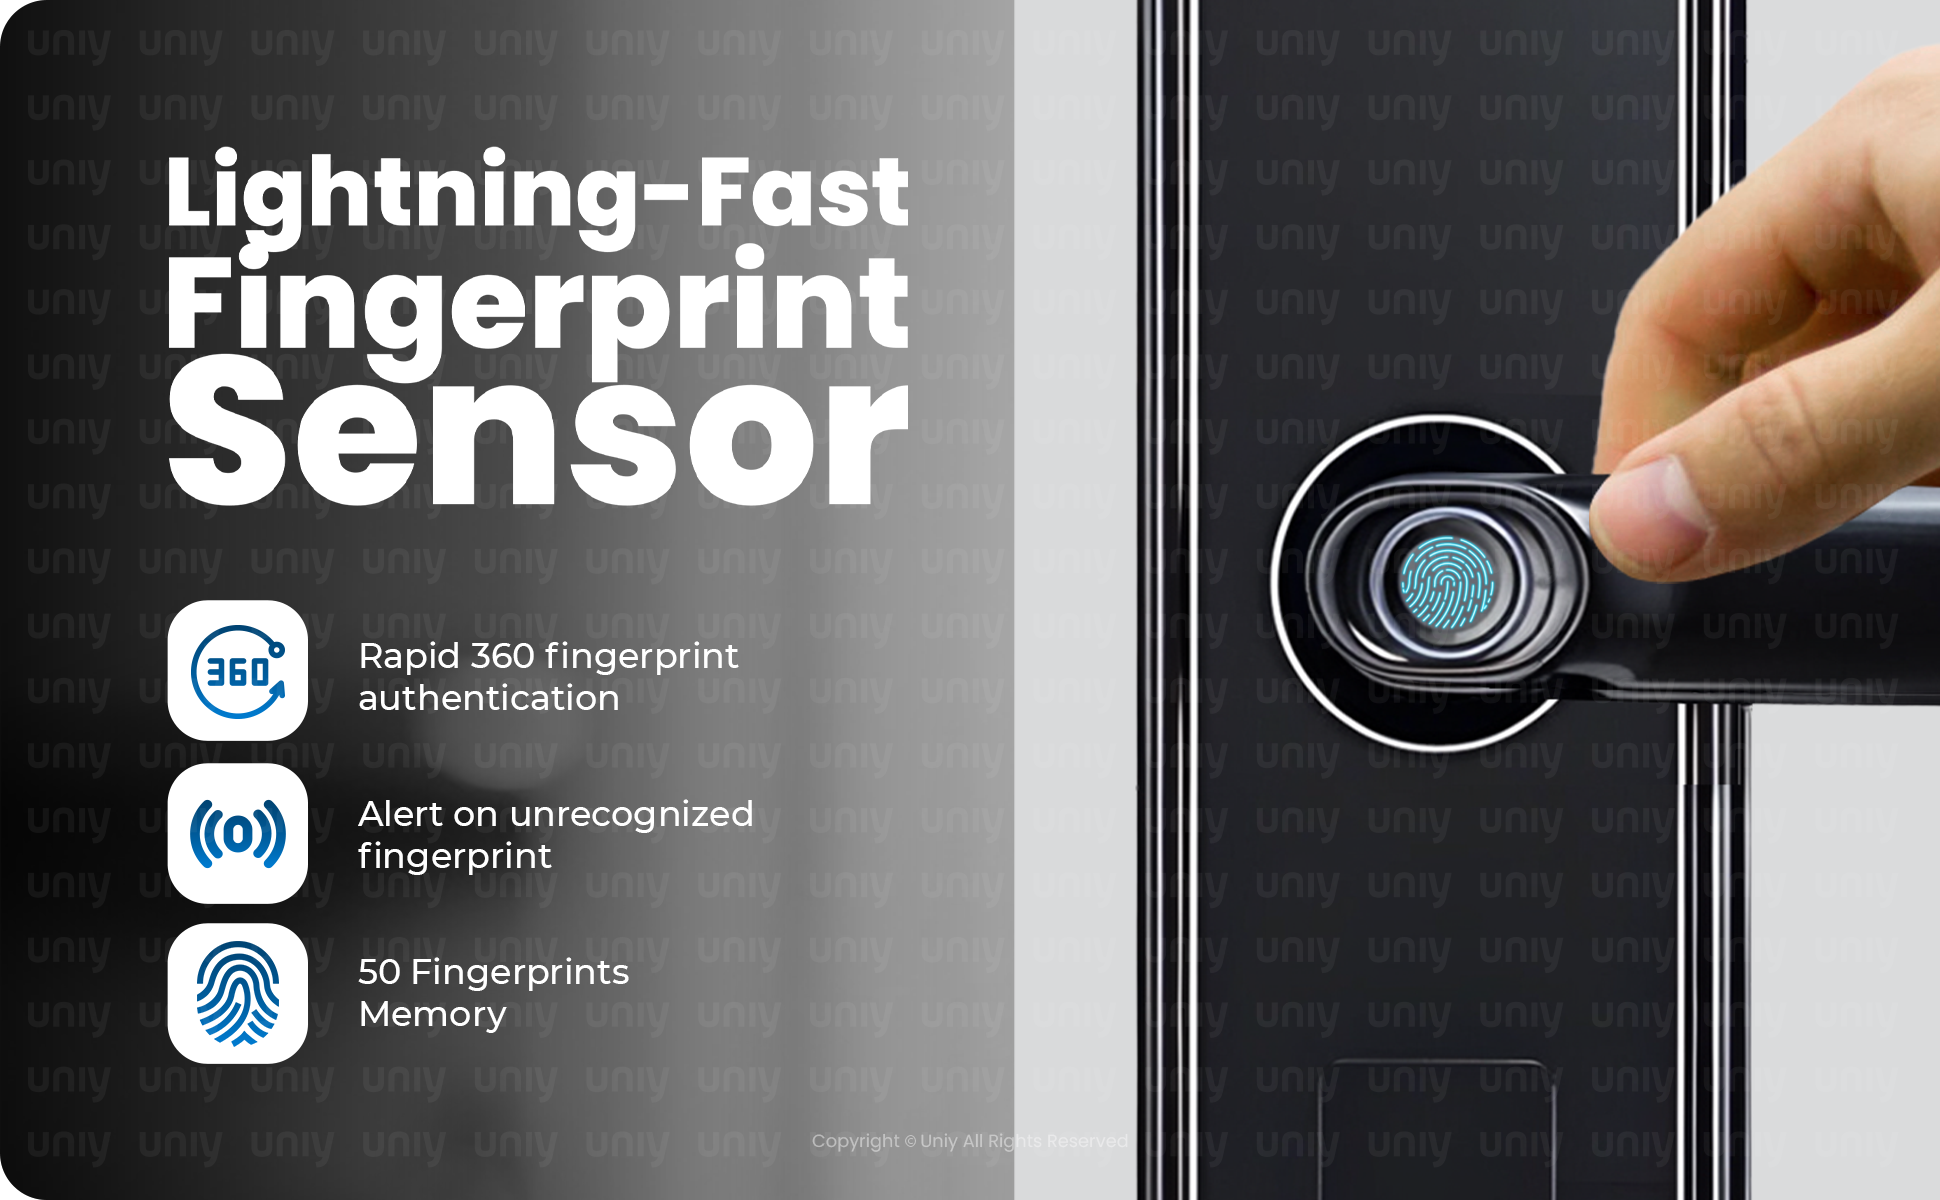 Lightning-Fast
Fingerprint
Sensor
360
Rapid 360 fingerprint
authentication
Alert on unrecognized
fingerprint
50 Fingerprints
Memory
Copyright © Uniy All Rights Reserved
uniy